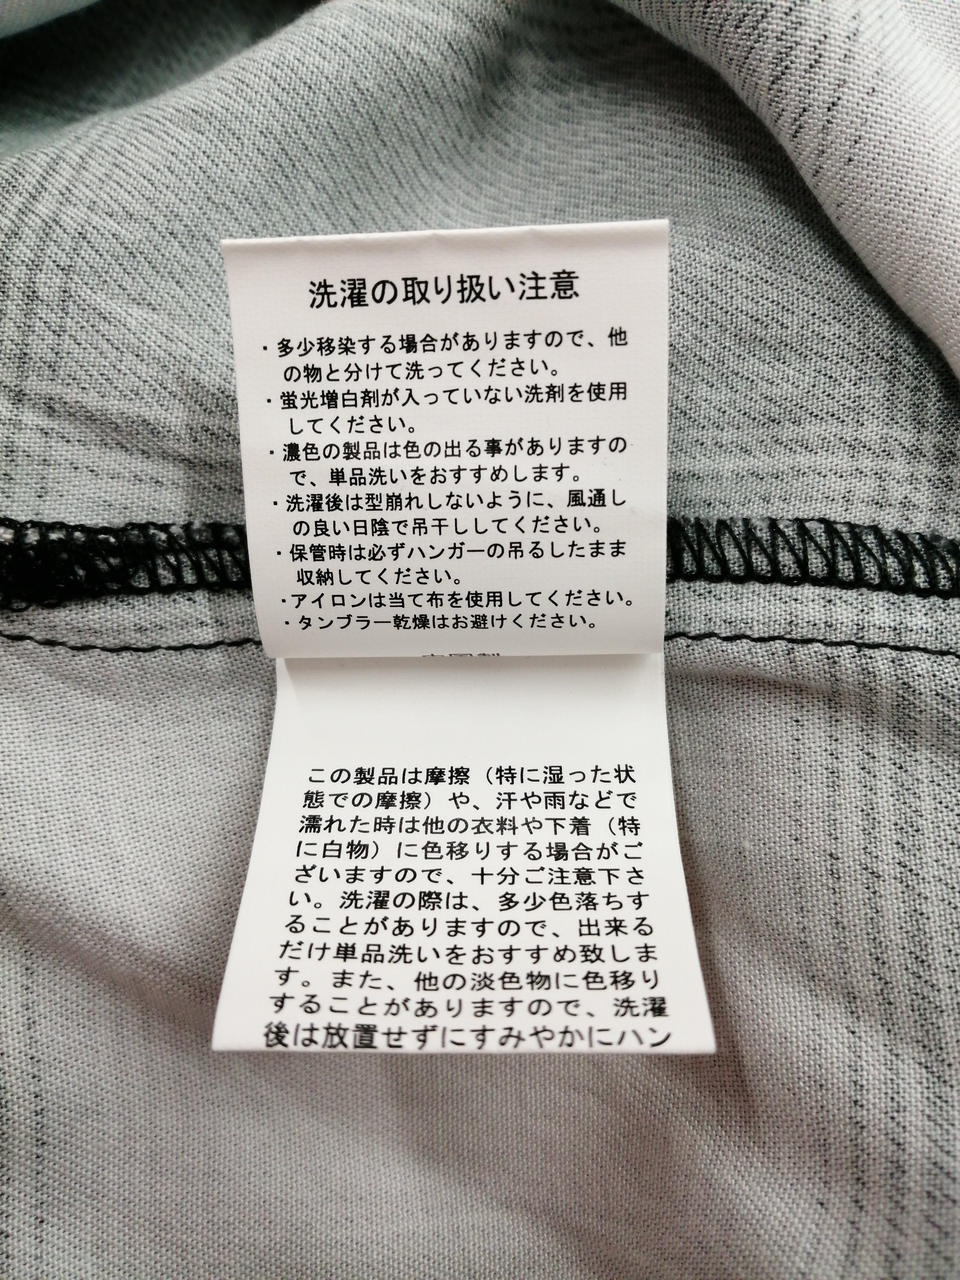 洗濯の取り扱い注意
・多少移染する場合がありますので、他
の物と分けて洗ってください。
・蛍光増白剤が入っていない洗剤を使用
してください。
・濃色の製品は色の出る事がありますの
で、単品洗いをおすすめします。
・洗濯後は型崩れしないように、風通し
の良い日陰で吊干ししてください。
・保管時は必ずハンガーの吊るしたまま
収納してください。
・アイロンは当て布を使用してください。
・タンブラー乾燥はお避けください。
この製品は摩擦（特に湿った状
態での摩擦）や、汗や雨などで
濡れた時は他の衣料や下着（特
に白物）に色移りする場合がご
ざいますので、十分ご注意下さ
い。洗濯の際は、多少色落ちす
ることがありますので、出来る
だけ単品洗いをおすすめ致しま
す。また、他の淡色物に色移り
することがありますので、洗濯
後は放置せずにすみやかにハン